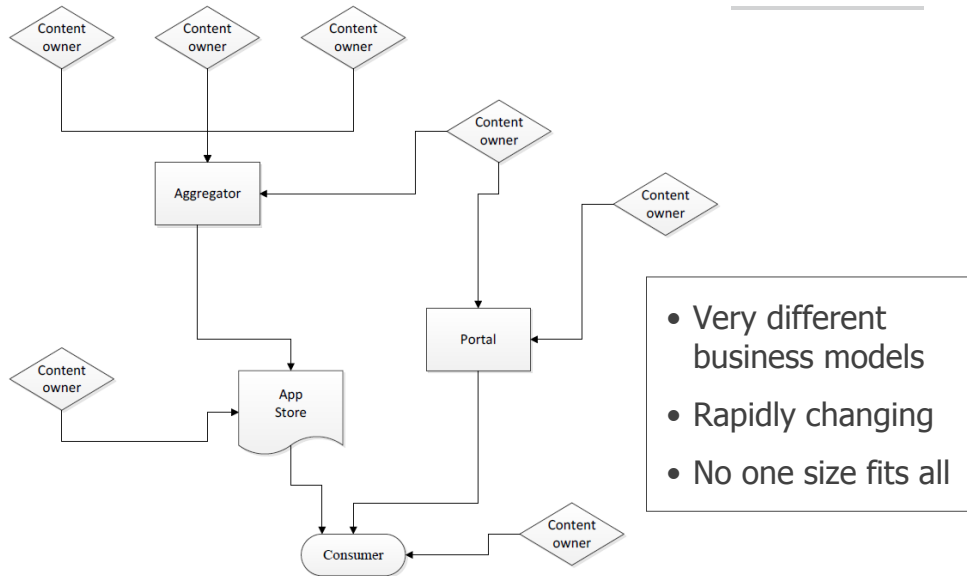 Content
owner
Content
owner
Content
owner
Content
owner
Aggregator
Content
owner
Portal
Content
owner
App
Store
Content
owner
Consumer
• Very different
business models
• Rapidly changing
• No one size fits all